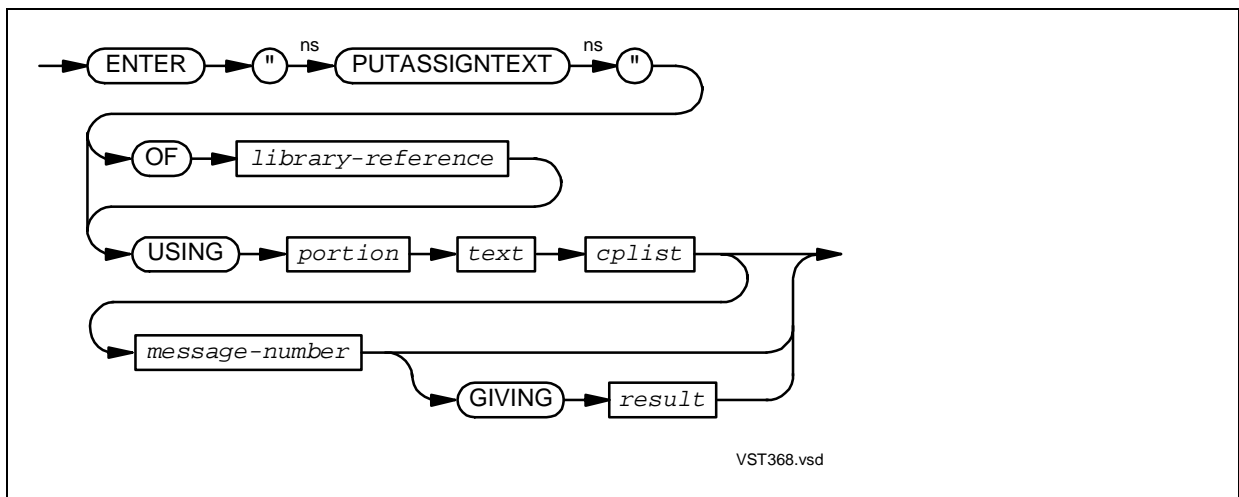 ENTER " ns PUTASSIGNTEXT ns "
OF library-reference
USING portion text cplist
message-number
GIVING result
VST368.vsd